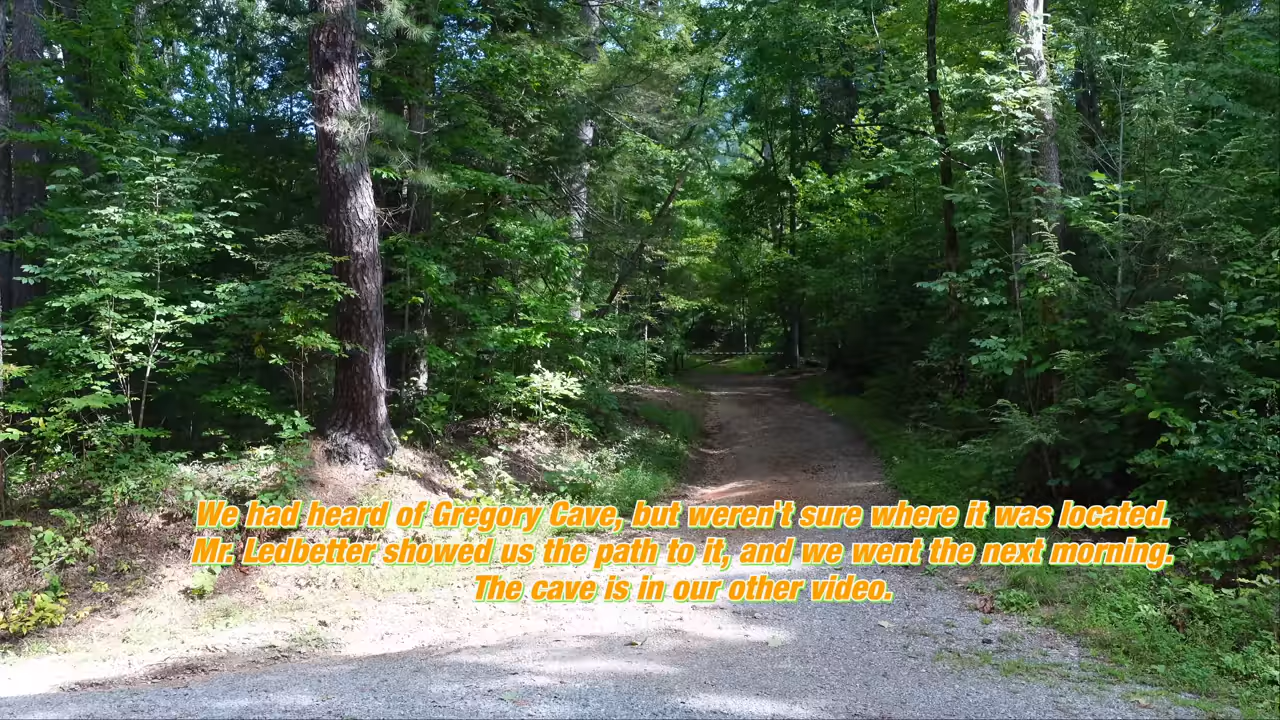 We had heard of Gregory Cave, but weren't sure where it was located.
Mr. Ledbetter showed us the path to it, and we went the next morning.
The cave is in our other video.